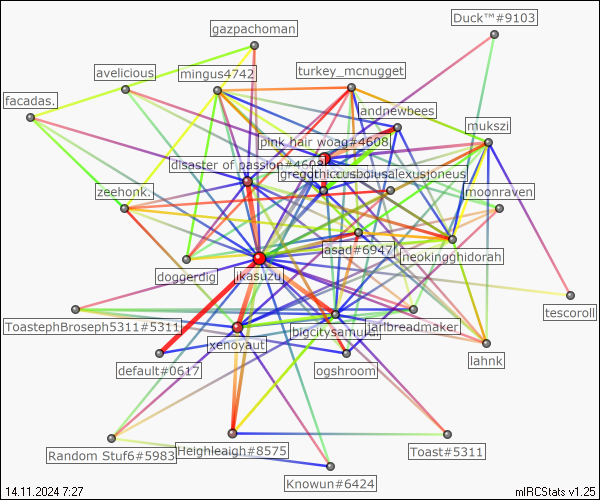 Duck™#9103
gazpachoman
turkey_mcnugget
avelicious
mingus4742
facadas.
andnewbees
mukszi
pink hair woag#4608
disaster of passion#4608
gregothiccusboiusalexusjoneus
zeehonk.
moonraven
jasad#6947
neokingghidorah
doggerdig
jkasuzu
tescoroll
ToastephBroseph5311#5311
bigcitysamurai
jarlbreadmaker
xenoyaut
lahnk
default#0617
ogshroom
Random Stuf6#5983
Heighleaigh#8575
Toast#5311
Knowun#6424
14.11.2024 7:27
mIRCStats v1.25